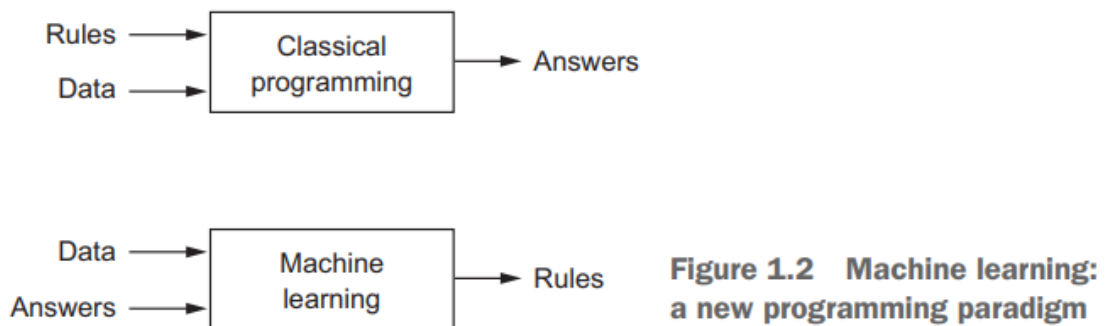 Rules
Data
Classical
programming
Answers
Data
Answers
Machine
learning
Rules
Figure 1.2 Machine learning:
a new programming paradigm